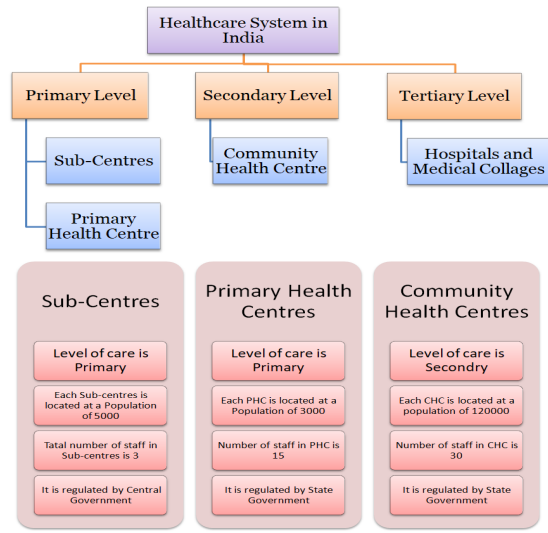 Healthcare System in
India
Primary Level
Secondary Level
Tertiary Level
Sub-Centres
Community
Health Centre
Hospitals and
Medical Collages
Primary
Health Centre
Sub-Centres
Level of care is
Primary
Each Sub-centres is
located at a Population
of 5000
Tatal number of staff in
Sub-centres is 3
It is regulated by Central
Government
Primary Health
Centres
Level of care is
Primary
Each PHC is located at a
Population of 3000
Number of staff in PHC is
15
It is regulated by State
Government
Community
Health Centres
Level of care is
Secondry
Each CHC is located at a
population of 120000
Number of staff in CHC is
30
It is regulated by State
Government